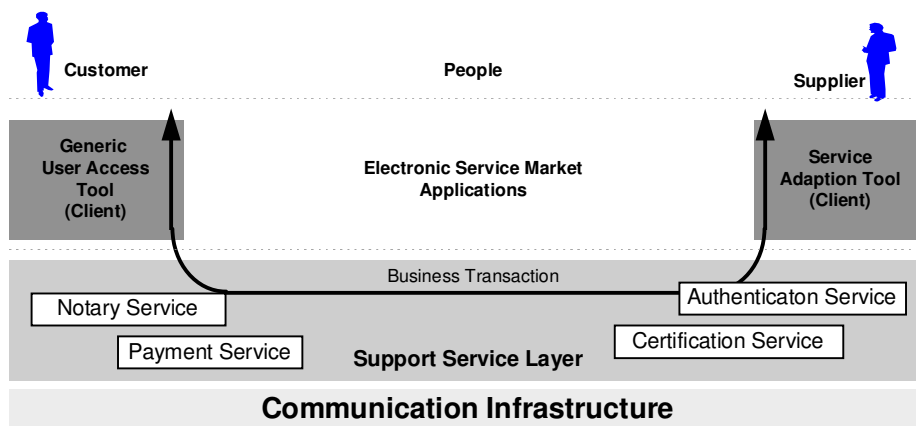 Customer
People
Supplier
Generic
User Access
Tool
(Client)
Electronic Service Market
Applications
Service
Adaption Tool
(Client)
Business Transaction
Notary Service
Authenticaton Service
Payment Service
Certification Service
Support Service Layer
Communication Infrastructure